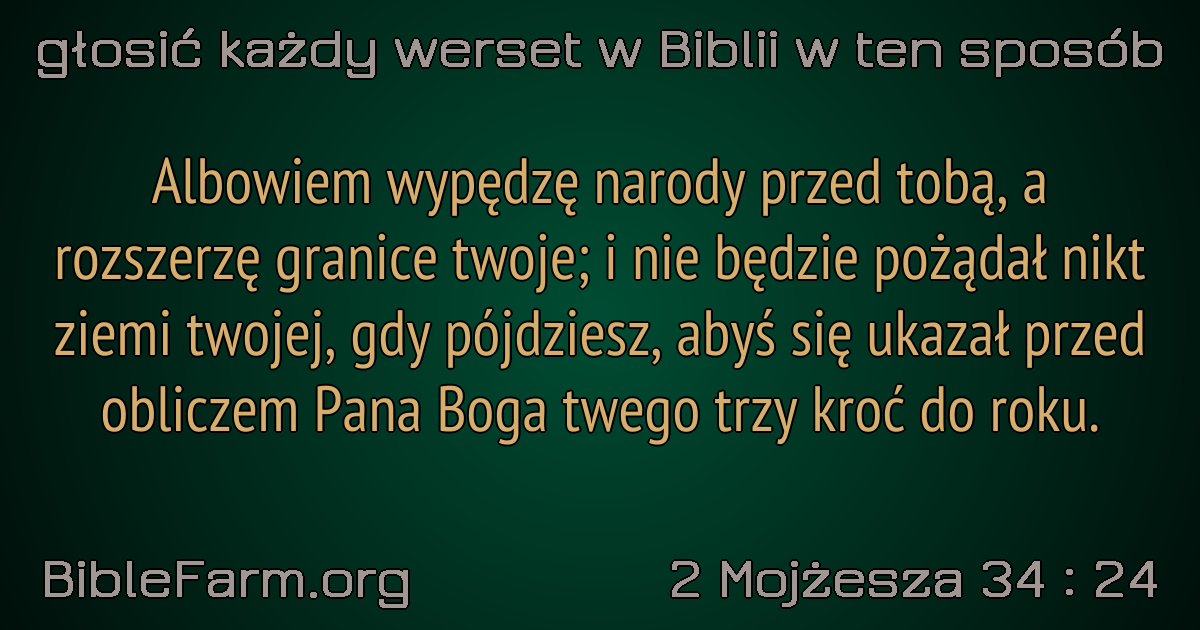 głosić każdy werset w Biblii w ten sposób
Albowiem wypędzę narody przed tobą, a
rozszerzę granice twoje; i nie będzie pożądał nikt
ziemi twojej, gdy pójdziesz, abyś się ukazał przed
obliczem Pana Boga twego trzy kroć do roku.
BibleFarm.org
2 Mojżesza 34 : 24